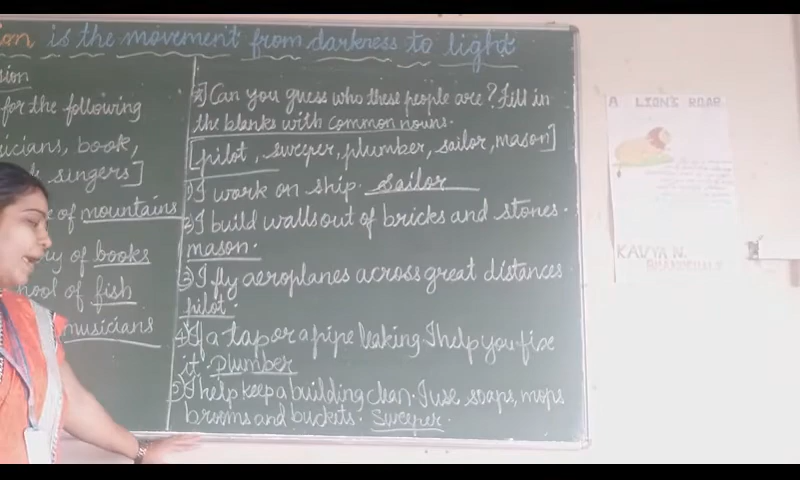 ion is the movement from darkness to light
sion
for the following
icians, book,
singers]
e of mountains
ry of books
ool of fish
musicians
Can you guess who these people are? Fill in
the blanks with common nouns.
[pilot, sweeper, plumber, sailor, mason]
1) I work on ship. sailor
2) I build walls out of bricks and stones.
mason.
3) I fly aeroplanes across great distances.
pilot.
4) If a tap or a pipe leaking. I help you fix
it. plumber
5) I help keep a building clean. I use soaps, mops
brooms and buckets. Sweeper.
A LION'S ROAR
KAVYA N.